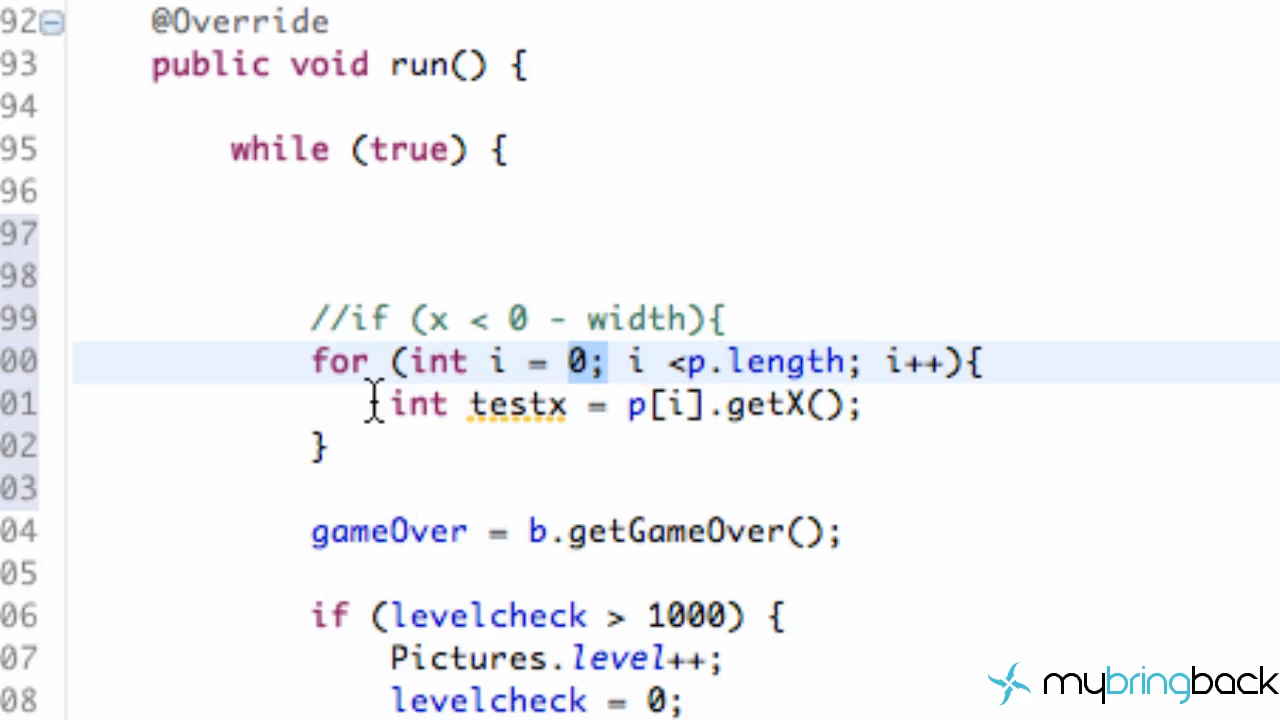 92 @Override
93 public void run() {
94
95 while (true) {
96
97
98
99 //if (x < 0 - width){
00 for (int i = 0; i <p.length; i++){
01 int testx = p[i].getX();
02 }
03
04 gameOver = b.getGameOver();
05
06 if (levelcheck > 1000) {
07 Pictures.level++;
08 levelcheck = 0;
mybringback